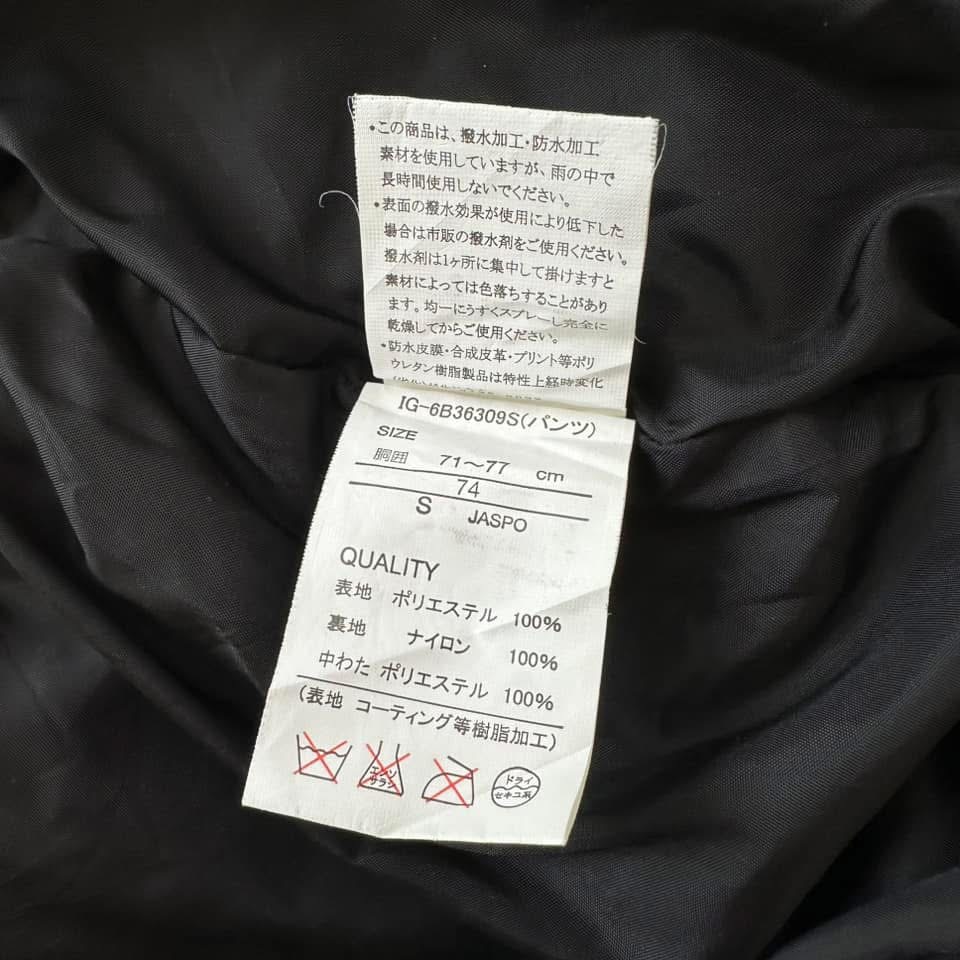 •この商品は、撥水加工・防水加工
素材を使用していますが、雨の中で
長時間使用しないでください。
•表面の撥水効果が使用により低下した
場合は市販の撥水剤をご使用ください。
撥水剤は1ヶ所に集中して掛けますと
素材によっては色落ちすることがあり
ます。均一にうすくスプレーし完全に
乾燥してからご使用ください。
•防水皮膜・合成皮革・プリント等ポリ
ウレタン樹脂製品は特性上経時変化
IG-6B36309S(パンツ)
SIZE
胴囲 71～77 cm
74
S JASPO
QUALITY
表地 ポリエステル 100%
裏地 ナイロン 100%
中わた ポリエステル 100%
(表地 コーティング等樹脂加工)
エンソ
サラシ
ドライ
セキユ系